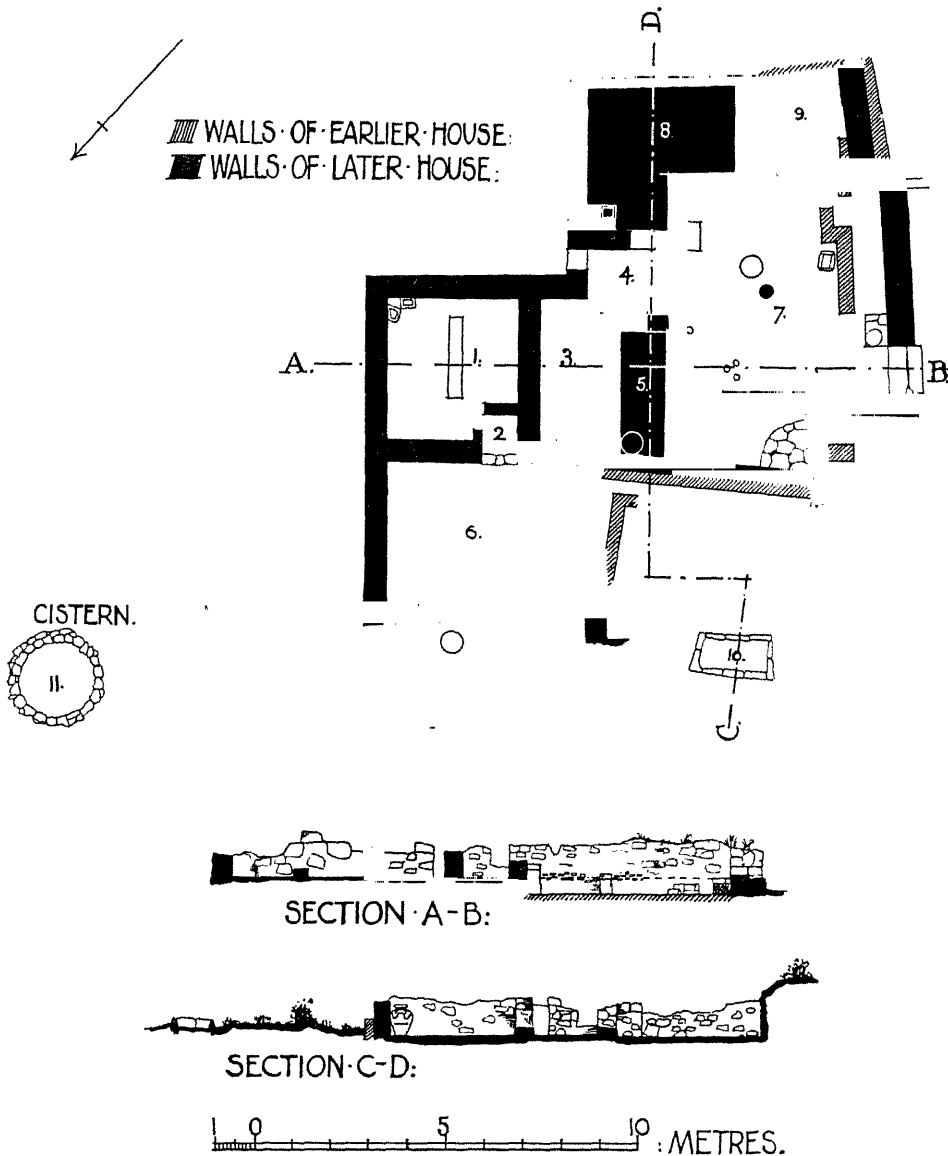 D.
WALLS·OF·EARLIER·HOUSE:
WALLS·OF·LATER·HOUSE:
8.
9.
4.
7.
A.
1.
3.
5.
B.
2
6.
CISTERN.
11.
10.
C.
SECTION·A-B:
SECTION·C-D:
1 0 5 10 :METRES.